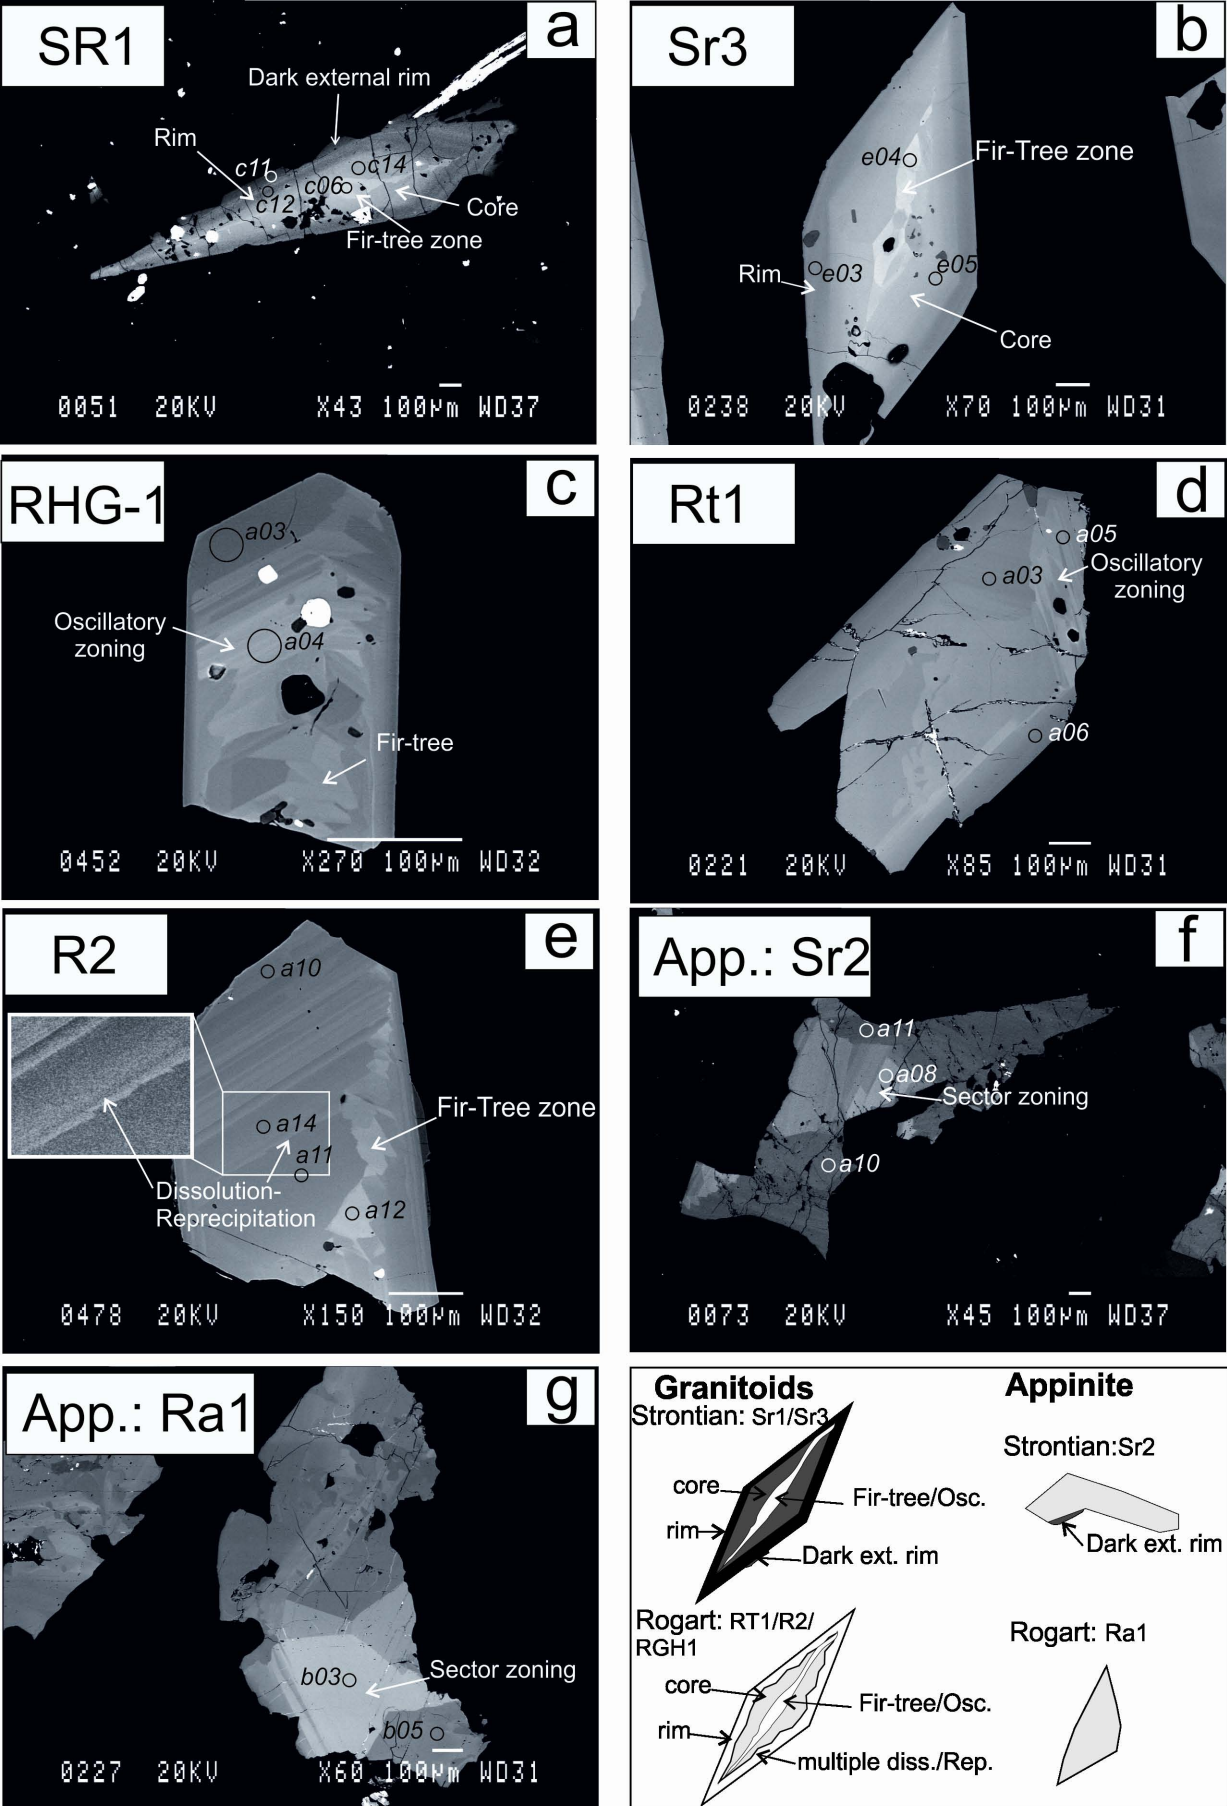 SR1
a
Dark external rim
Rim
c11
c14
c06
c12
Core
Fir-tree zone
0051 20KV X43 100µm WD37
Sr3
b
e04
Fir-Tree zone
e05
Rim
e03
Core
0238 20KV X70 100µm WD31
RHG-1
c
a03
Oscillatory
zoning
a04
Fir-tree
0452 20KV X270 100µm WD32
Rt1
d
a05
a03
Oscillatory
zoning
a06
0221 20KV X85 100µm WD31
R2
e
a10
Fir-Tree zone
a14
a11
Dissolution-
Reprecipitation
a12
0478 20KV X150 100µm WD32
App.: Sr2
f
a11
a08
Sector zoning
a10
0073 20KV X45 100µm WD37
App.: Ra1
g
b03
Sector zoning
b05
0227 20KV X60 100µm WD31
Granitoids
Strontian: Sr1/Sr3
core
Fir-tree/Osc.
rim
Dark ext. rim
Appinite
Strontian:Sr2
Dark ext. rim
Rogart: RT1/R2/
RGH1
core
Fir-tree/Osc.
rim
multiple diss./Rep.
Rogart: Ra1